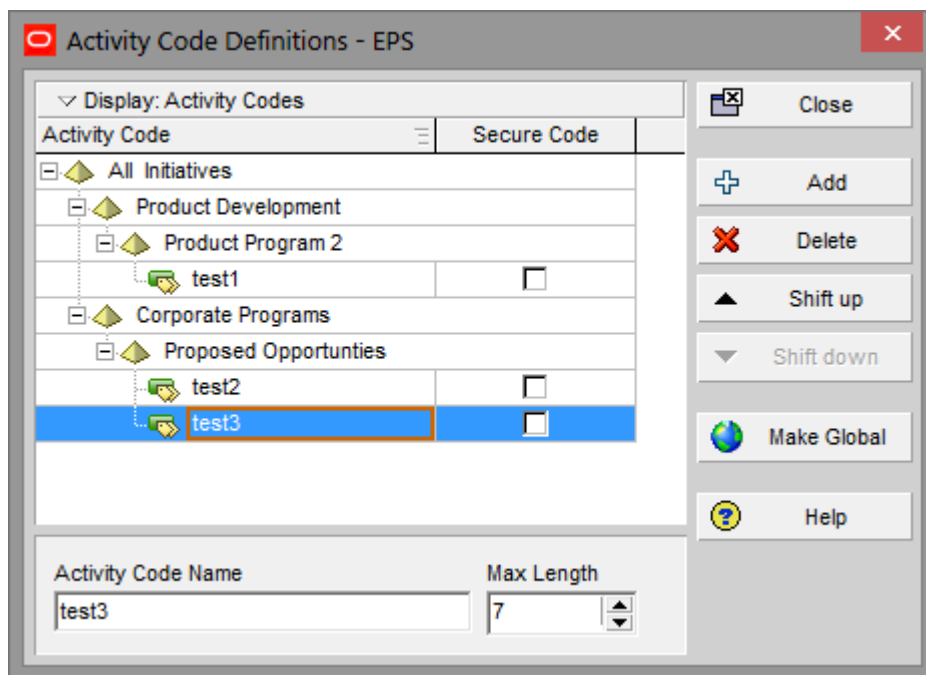 Activity Code Definitions - EPS
Display: Activity Codes
Activity Code Secure Code
All Initiatives
Product Development
Product Program 2
test1
Corporate Programs
Proposed Opportunties
test2
test3
Close
Add
Delete
Shift up
Shift down
Make Global
Help
Activity Code Name Max Length
test3 7